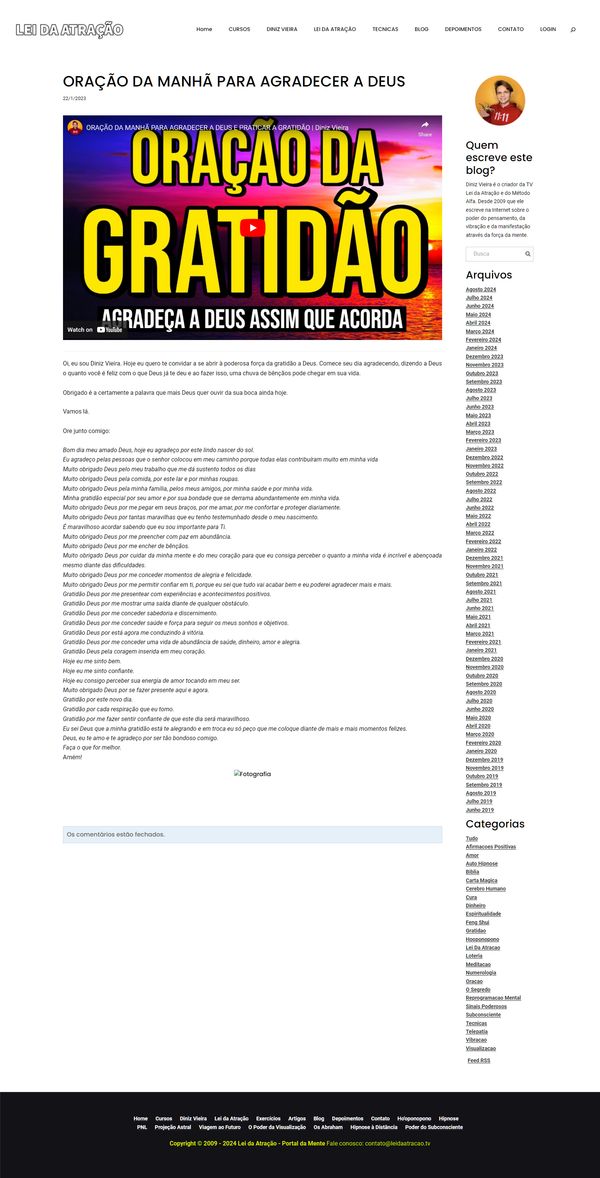 LEI DA ATRAÇÃO
Home CURSOS DINIZ VIEIRA LEI DA ATRAÇÃO TECNICAS BLOG DEPOIMENTOS CONTATO LOGIN
ORAÇÃO DA MANHÃ PARA AGRADECER A DEUS
22/1/2023
ORAÇÃO DA MANHÃ PARA AGRADECER A DEUS E PRATICAR A GRATIDÃO | Diniz Vieira
Share
ORAÇÃO DA
GRATIDÃO
AGRADEÇA A DEUS ASSIM QUE ACORDA
Watch on YouTube
Oi, eu sou Diniz Vieira. Hoje eu quero te convidar a se abrir à poderosa força da gratidão a Deus. Comece seu dia agradecendo, dizendo a Deus
o quanto você é feliz com o que Deus já te deu e ao fazer isso, uma chuva de bênçãos pode chegar em sua vida.
Obrigado é a certamente a palavra que mais Deus quer ouvir da sua boca ainda hoje.
Vamos lá.
Ore junto comigo:
Bom dia meu amado Deus, hoje eu agradeço por este lindo nascer do sol.
Eu agradeço pelas pessoas que o senhor colocou em meu caminho porque todas elas contribuíram muito em minha vida
Muito obrigado Deus pelo meu trabalho que me dá sustento todos os dias
Muito obrigado Deus pela comida, por este lar e por minhas roupas.
Muito obrigado Deus pela minha família, pelos meus amigos, por minha saúde e por minha vida.
Minha gratidão especial por seu amor e por sua bondade que se derrama abundantemente em minha vida.
Muito obrigado Deus por me pegar em seus braços, por me amar, por me confortar e proteger diariamente.
Muito obrigado Deus por tantas maravilhas que eu tenho testemunhado desde o meu nascimento.
É maravilhoso acordar sabendo que eu sou importante para Ti.
Muito obrigado Deus por me preencher com paz em abundância.
Muito obrigado Deus por me encher de bênçãos.
Muito obrigado Deus por cuidar da minha mente e do meu coração para que eu consiga perceber o quanto a minha vida é incrível e abençoada
mesmo diante das dificuldades.
Muito obrigado Deus por me conceder momentos de alegria e felicidade.
Muito obrigado Deus por me permitir confiar em ti, porque eu sei que tudo vai acabar bem e eu poderei agradecer mais e mais.
Gratidão Deus por me presentear com experiências e acontecimentos positivos.
Gratidão Deus por me mostrar uma saída diante de qualquer obstáculo.
Gratidão Deus por me conceder sabedoria e discernimento.
Gratidão Deus por me conceder saúde e força para seguir os meus sonhos e objetivos.
Gratidão Deus por está agora me conduzindo à vitória.
Gratidão Deus por me conceder uma vida de abundância de saúde, dinheiro, amor e alegria.
Gratidão Deus pela coragem inserida em meu coração.
Hoje eu me sinto bem.
Hoje eu me sinto confiante.
Hoje eu consigo perceber sua energia de amor tocando em meu ser.
Muito obrigado Deus por se fazer presente aqui e agora.
Gratidão por este novo dia.
Gratidão por cada respiração que eu tomo.
Gratidão por me fazer sentir confiante de que este dia será maravilhoso.
Eu sei Deus que a minha gratidão está te alegrando e em troca eu só peço que me coloque diante de mais e mais momentos felizes.
Deus, eu te amo e te agradeço por ser tão bondoso comigo.
Faça o que for melhor.
Amém!
Fotografia
Os comentários estão fechados.
11:11
Quem
escreve este
blog?
Diniz Vieira é o criador da TV
Lei da Atração e do Método
Alfa. Desde 2009 que ele
escreve na Internet sobre o
poder do pensamento, da
vibração e da manifestação
através da força da mente.
Busca
Arquivos
Agosto 2024
Julho 2024
Junho 2024
Maio 2024
Abril 2024
Março 2024
Fevereiro 2024
Janeiro 2024
Dezembro 2023
Novembro 2023
Outubro 2023
Setembro 2023
Agosto 2023
Julho 2023
Junho 2023
Maio 2023
Abril 2023
Março 2023
Fevereiro 2023
Janeiro 2023
Dezembro 2022
Novembro 2022
Outubro 2022
Setembro 2022
Agosto 2022
Julho 2022
Junho 2022
Maio 2022
Abril 2022
Março 2022
Fevereiro 2022
Janeiro 2022
Dezembro 2021
Novembro 2021
Outubro 2021
Setembro 2021
Agosto 2021
Julho 2021
Junho 2021
Maio 2021
Abril 2021
Março 2021
Fevereiro 2021
Janeiro 2021
Dezembro 2020
Novembro 2020
Outubro 2020
Setembro 2020
Agosto 2020
Julho 2020
Junho 2020
Maio 2020
Abril 2020
Março 2020
Fevereiro 2020
Janeiro 2020
Dezembro 2019
Novembro 2019
Outubro 2019
Setembro 2019
Agosto 2019
Julho 2019
Junho 2019
Categorias
Tudo
Afirmacoes Positivas
Amor
Auto Hipnose
Biblia
Carta Magica
Cerebro Humano
Cura
Dinheiro
Espiritualidade
Feng Shui
Gratidao
Hooponopono
Lei Da Atracao
Loteria
Meditacao
Numerologia
Oracao
O Segredo
Reprogramacao Mental
Sinais Poderosos
Subconsciente
Tecnicas
Telepatia
Vibracao
Visualizacao
Feed RSS
Home Cursos Diniz Vieira Lei da Atração Exercícios Artigos Blog Depoimentos Contato Ho'oponopono Hipnose
PNL Projeção Astral Viagem ao Futuro O Poder da Visualização Os Abraham Hipnose à Distância Poder do Subconsciente
Copyright © 2009 - 2024 Lei da Atração - Portal da Mente Fale conosco: contato@leidaatracao.tv